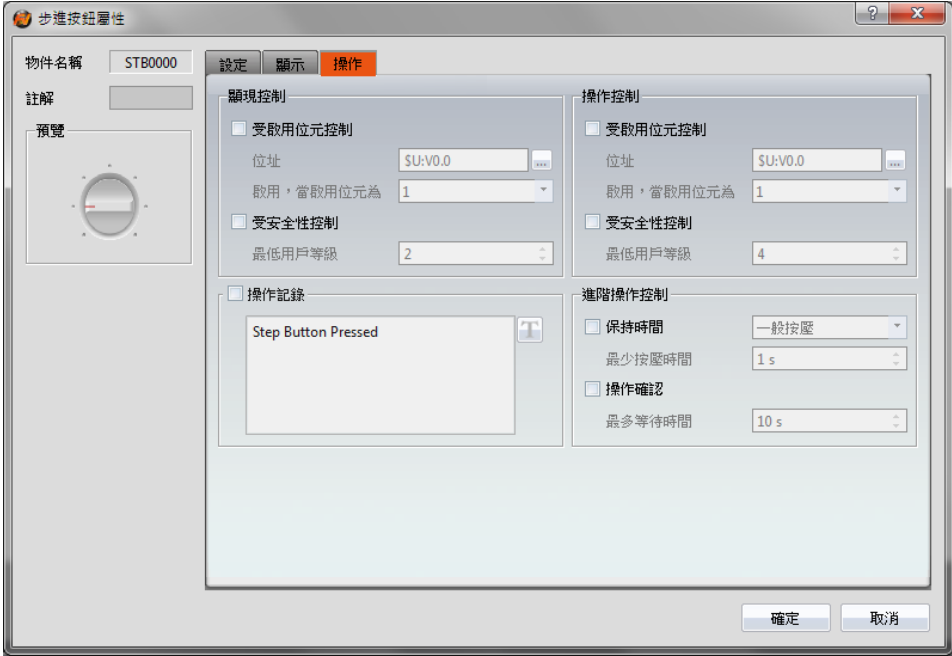 步進按鈕屬性
物件名稱 STB0000
註解
預覽
設定 顯示 操作
顯現控制
受啟用位元控制
位址 $U:V0.0 ...
啟用，當啟用位元為 1
受安全性控制
最低用戶等級 2
操作控制
受啟用位元控制
位址 $U:V0.0 ...
啟用，當啟用位元為 1
受安全性控制
最低用戶等級 4
操作記錄
Step Button Pressed
T
進階操作控制
保持時間 一般按壓
最少按壓時間 1 s
操作確認
最多等待時間 10 s
確定 取消